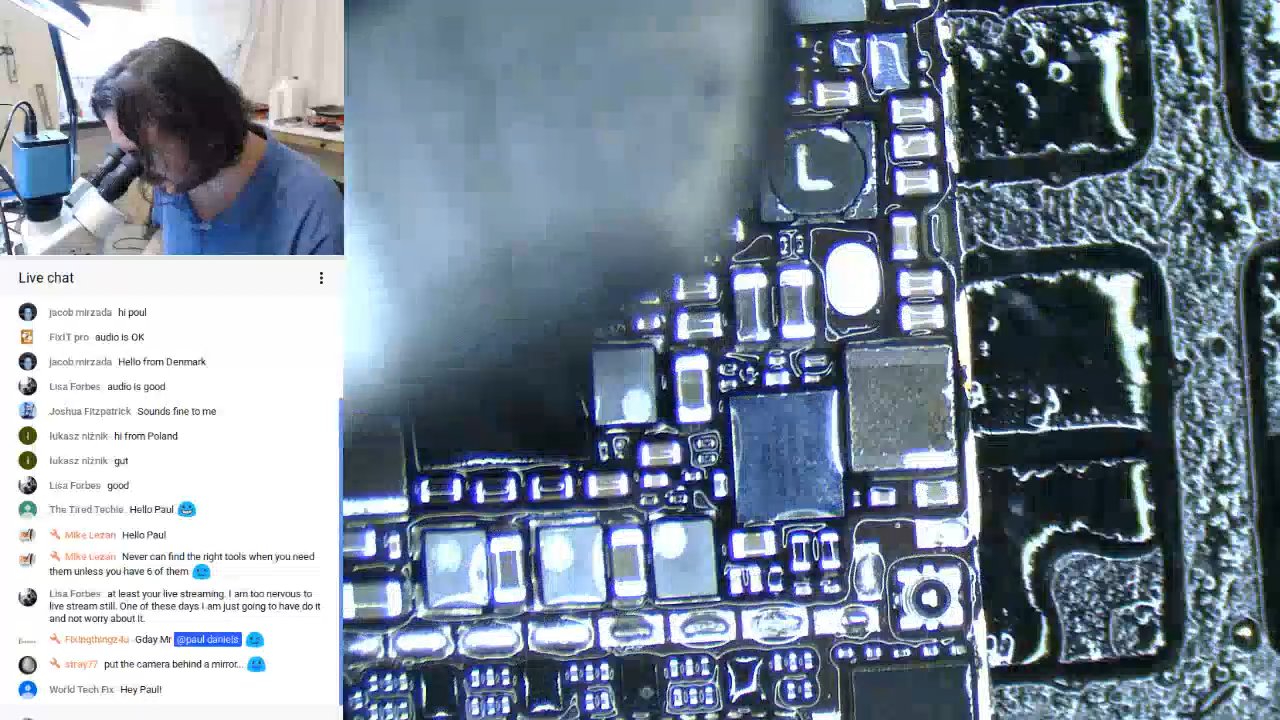 Live chat
jacob mirzada hi poul
FixIT pro audio is OK
jacob mirzada Hello from Denmark
Lisa Forbes audio is good
Joshua Fitzpatrick Sounds fine to me
łukasz niżnik hi from Poland
łukasz niżnik gut
Lisa Forbes good
The Tired Techie Hello Paul
Mike Lezan Hello Paul
Mike Lezan Never can find the right tools when you need
them unless you have 6 of them
Lisa Forbes at least your live streaming. I am too nervous to
live stream still. One of these days I am just going to have do it
and not worry about it.
Fixingthingz4u Gday Mr @paul daniels
stray77 put the camera behind a mirror...
World Tech Fix Hey Paul!
L